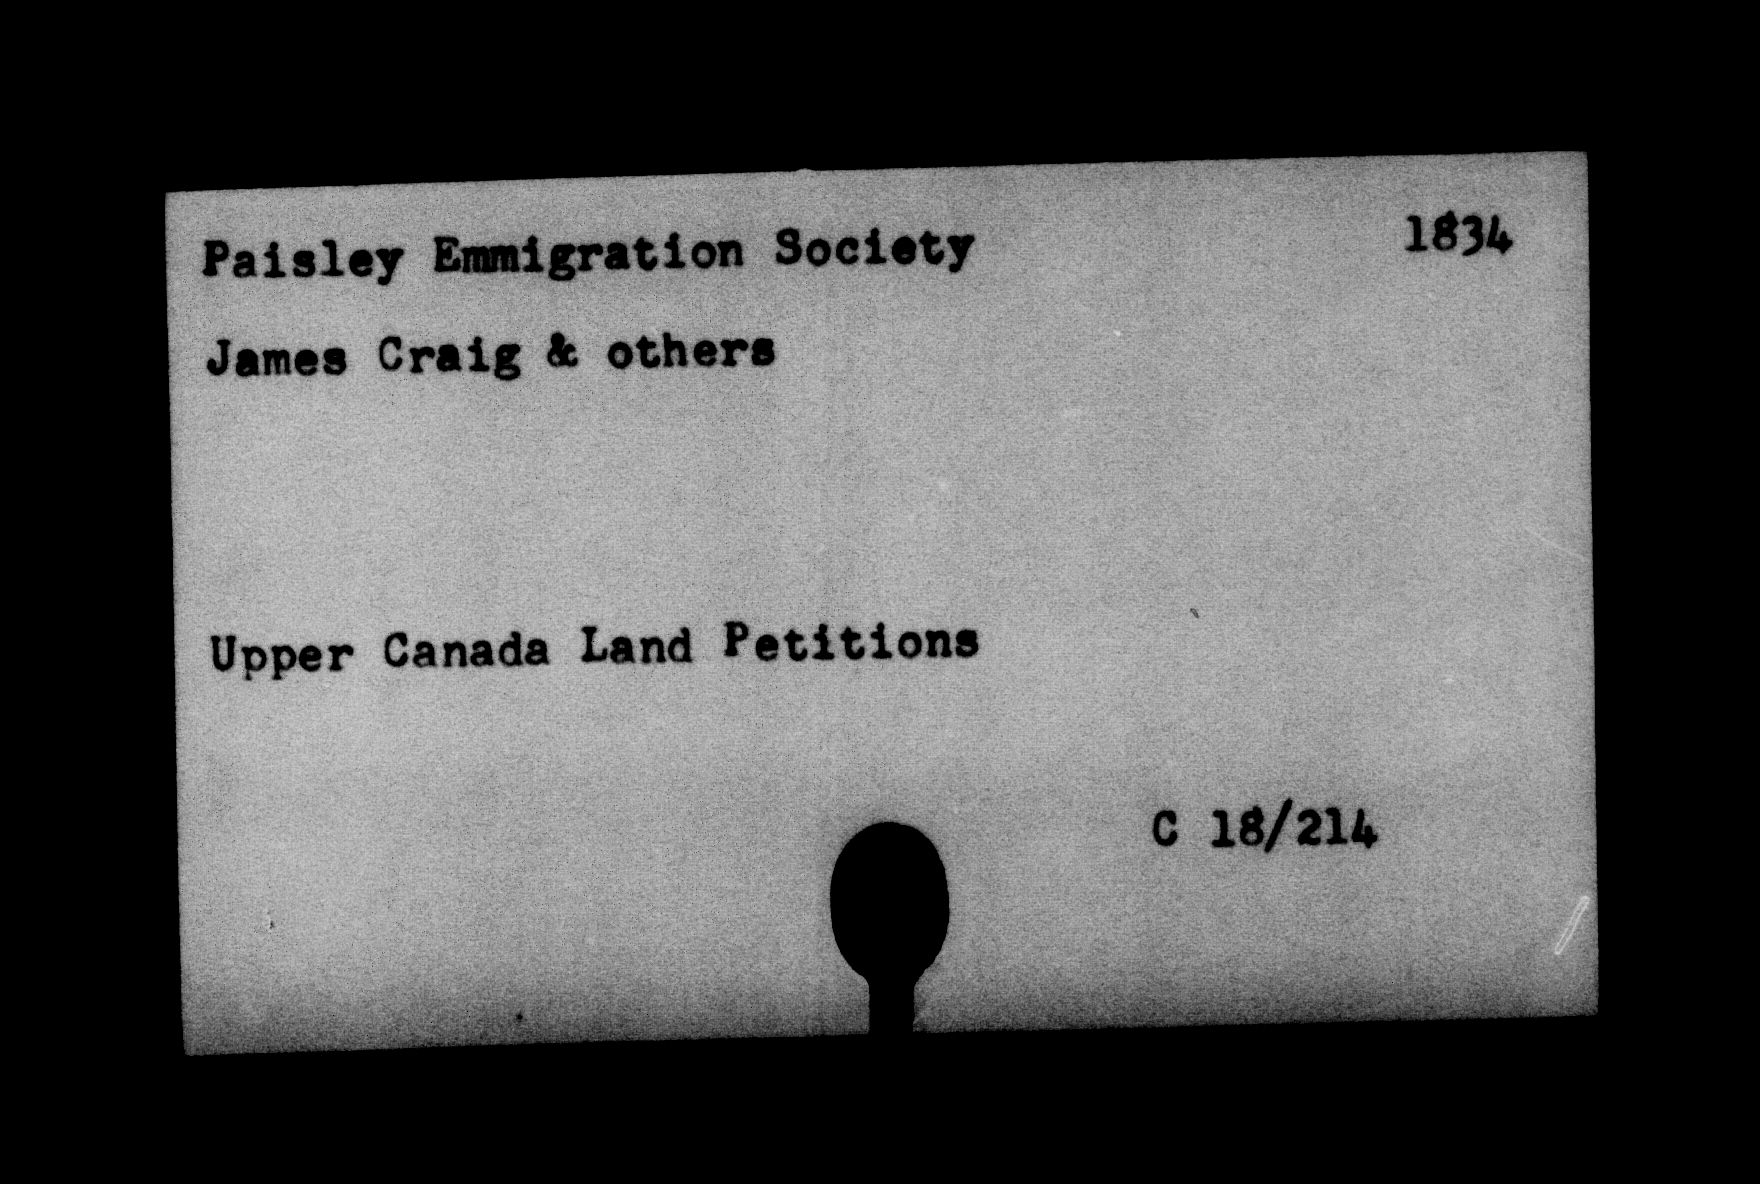 Paisley Emmigration Society 1834
James Craig & others
Upper Canada Land Petitions
C 18/214